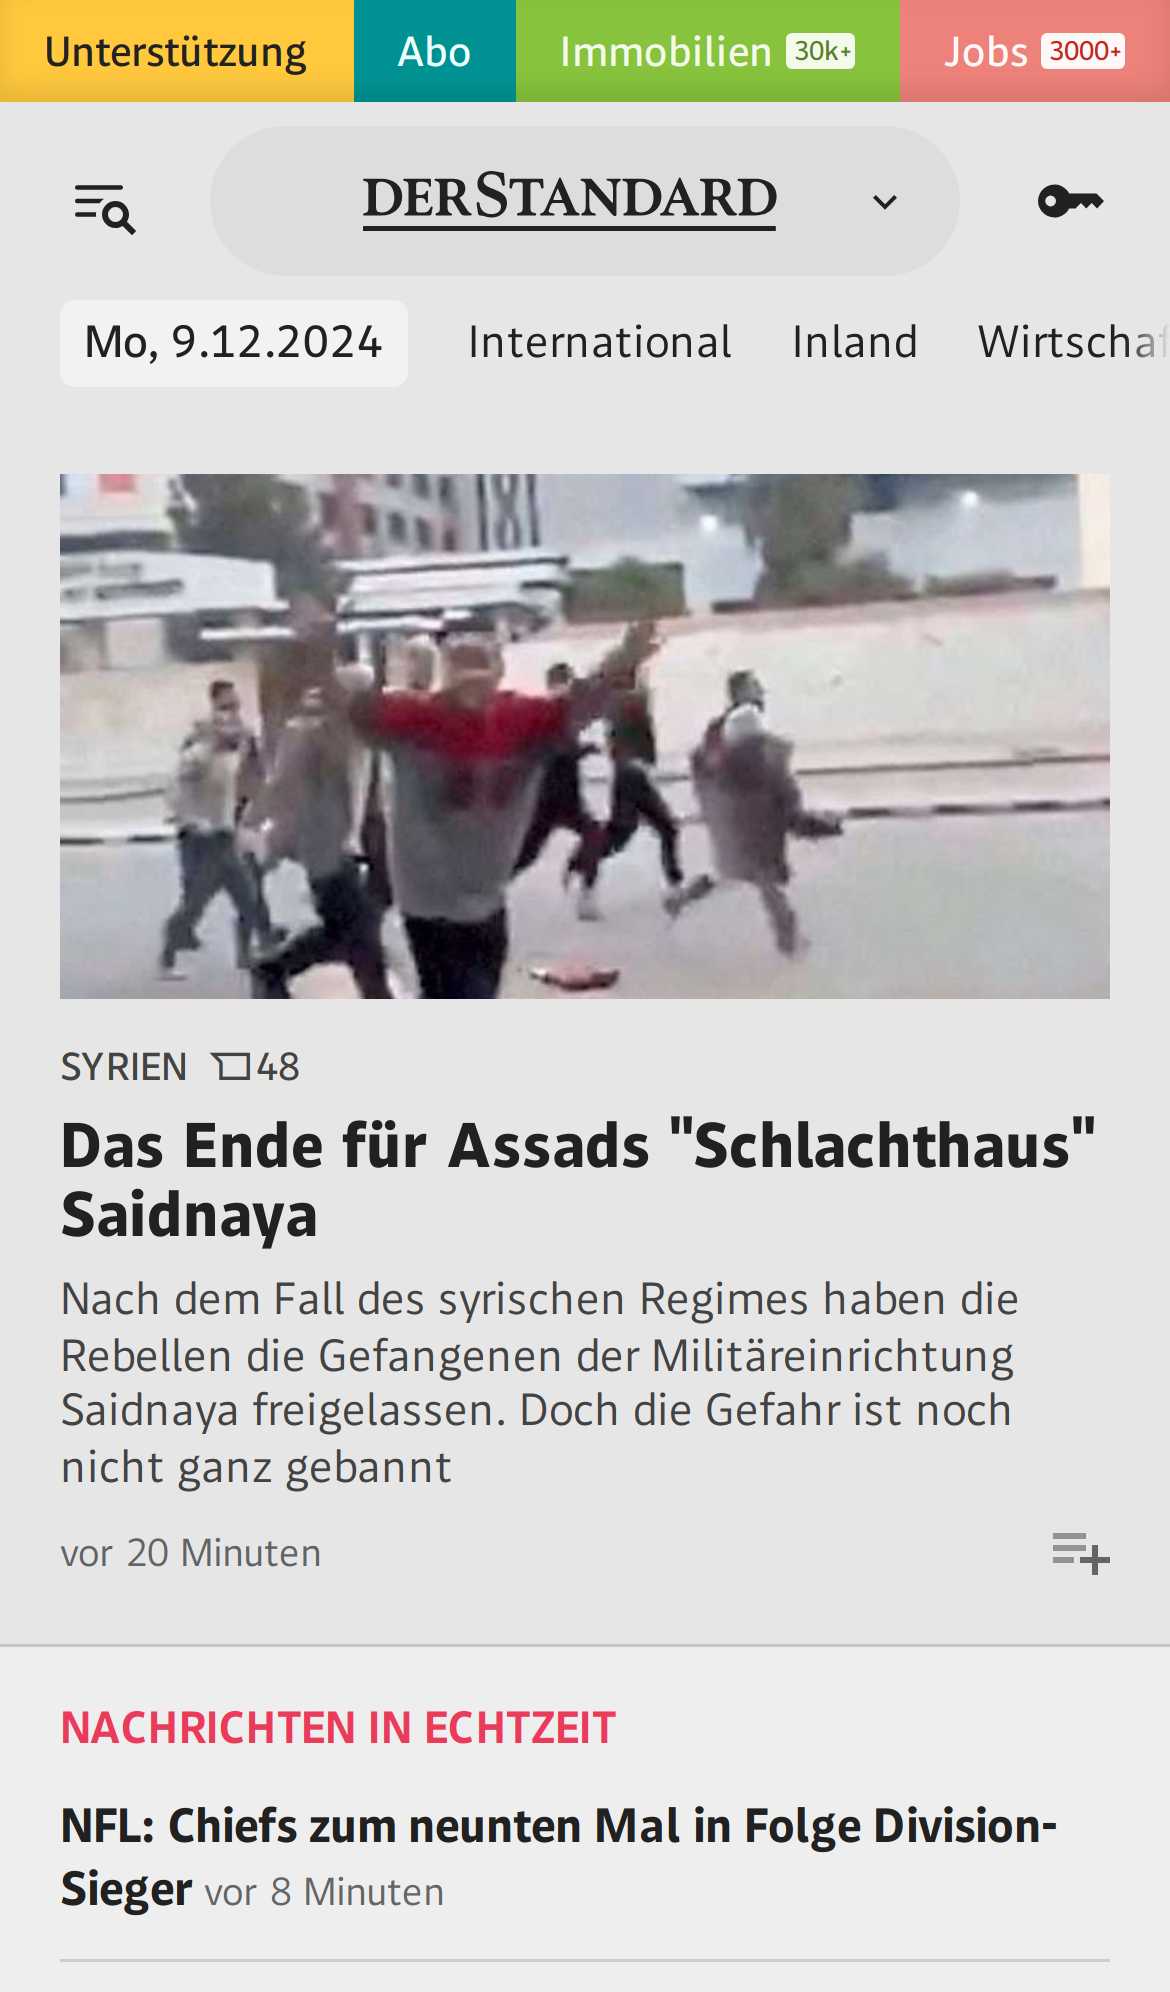 Unterstützung Abo Immobilien 30k+ Jobs 3000+
DERSTANDARD
Mo, 9.12.2024 International Inland Wirtschaf
SYRIEN 48
Das Ende für Assads "Schlachthaus"
Saidnaya
Nach dem Fall des syrischen Regimes haben die
Rebellen die Gefangenen der Militäreinrichtung
Saidnaya freigelassen. Doch die Gefahr ist noch
nicht ganz gebannt
vor 20 Minuten
NACHRICHTEN IN ECHTZEIT
NFL: Chiefs zum neunten Mal in Folge Division-
Sieger vor 8 Minuten